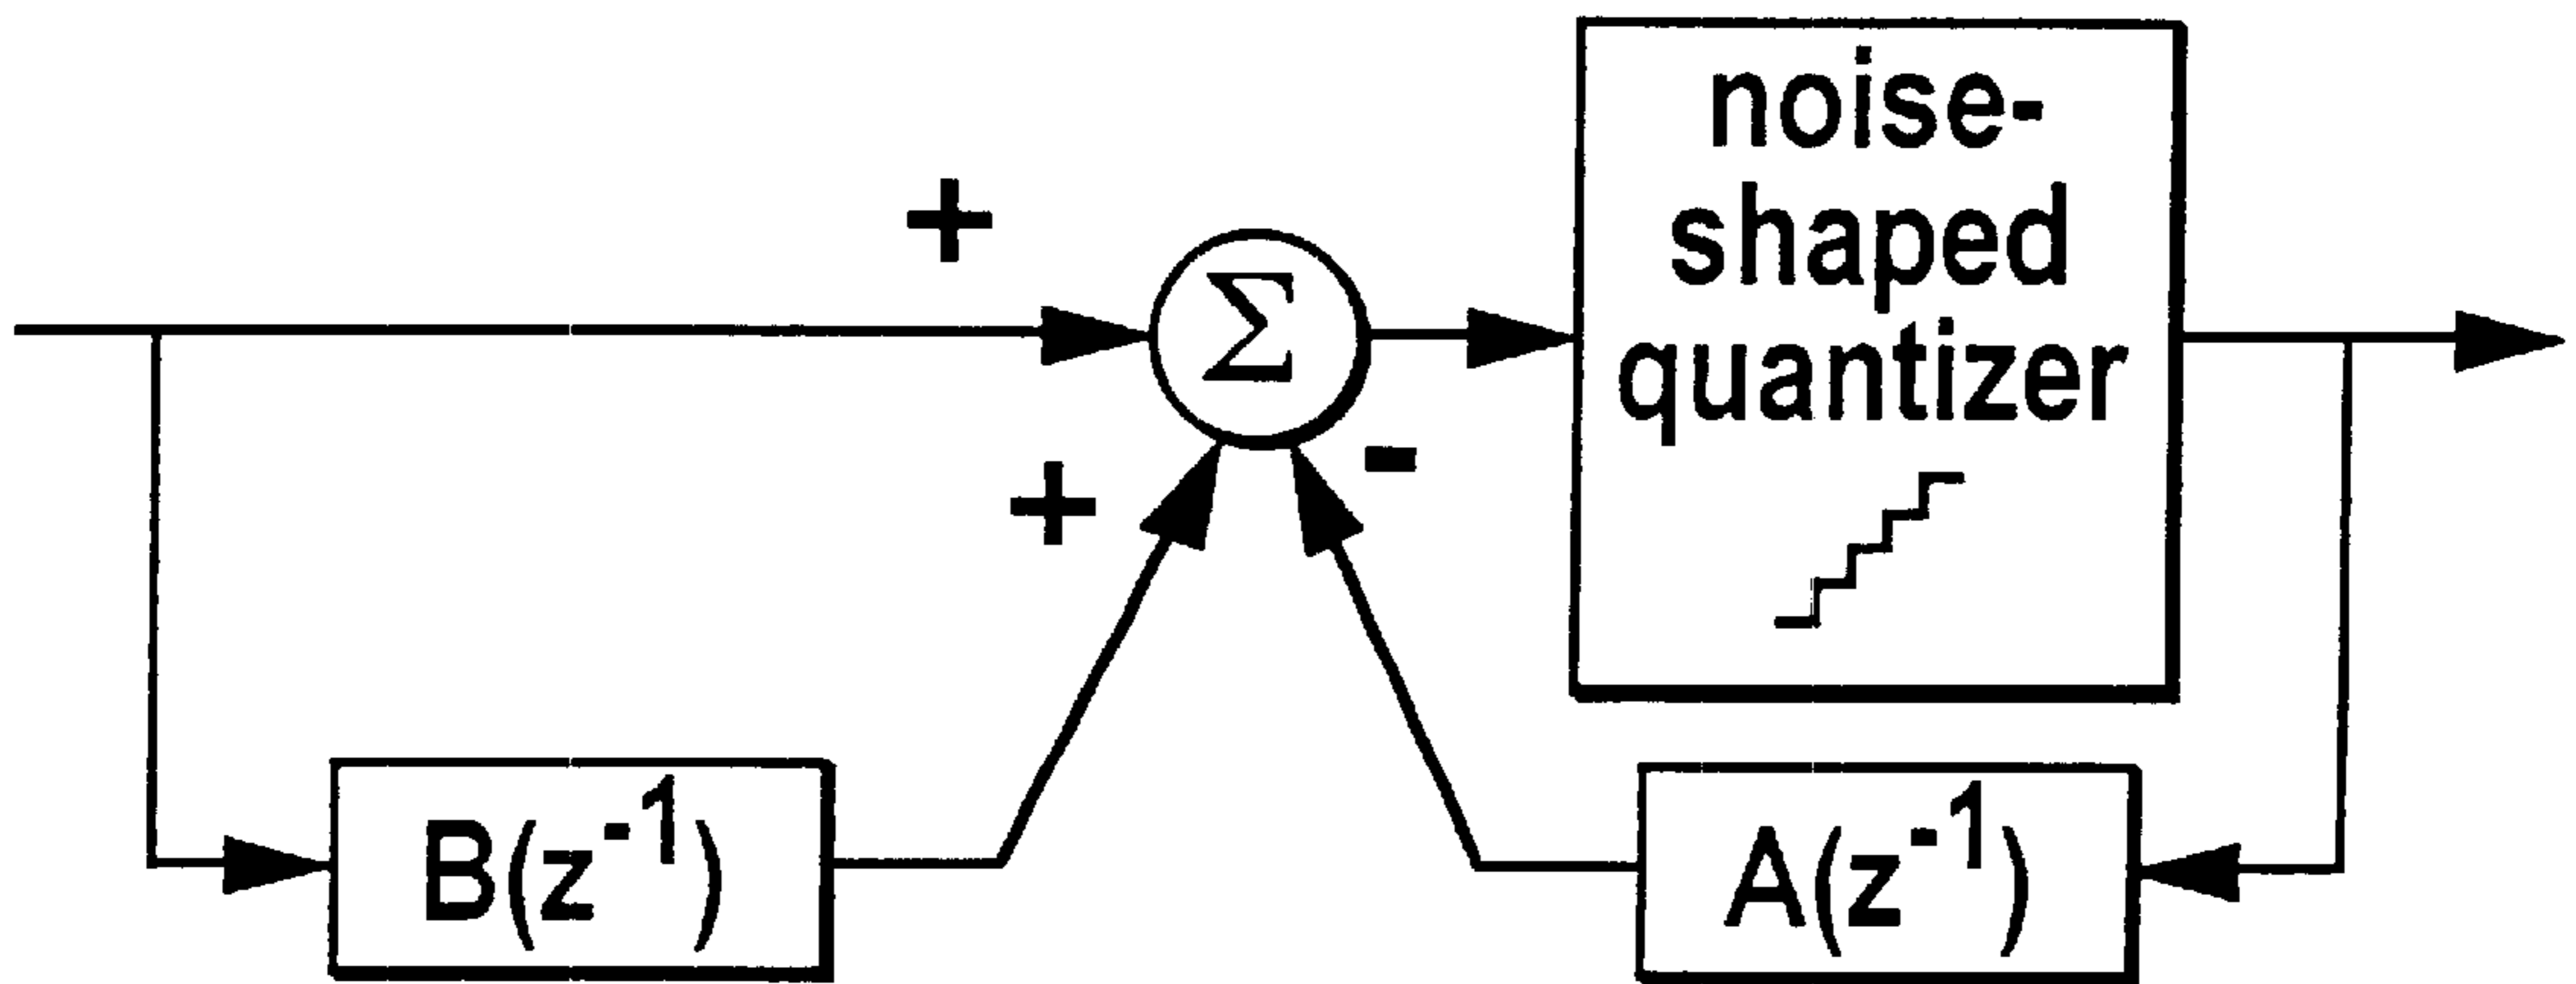 noise-
shaped
quantizer
+
Σ
+
-
B(z⁻¹)
A(z⁻¹)